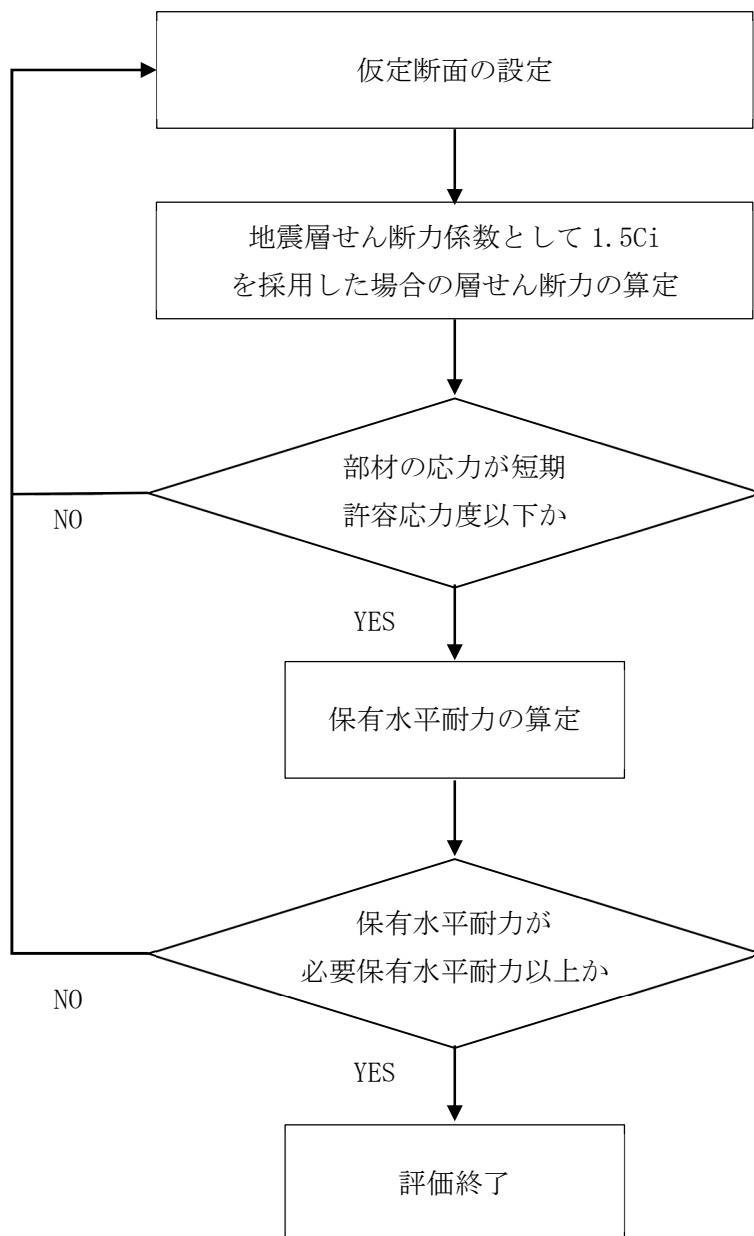 仮定断面の設定
地震層せん断力係数として 1.5Ci
を採用した場合の層せん断力の算定
部材の応力が短期
許容応力度以下か
NO
YES
保有水平耐力の算定
保有水平耐力が
必要保有水平耐力以上か
NO
YES
評価終了